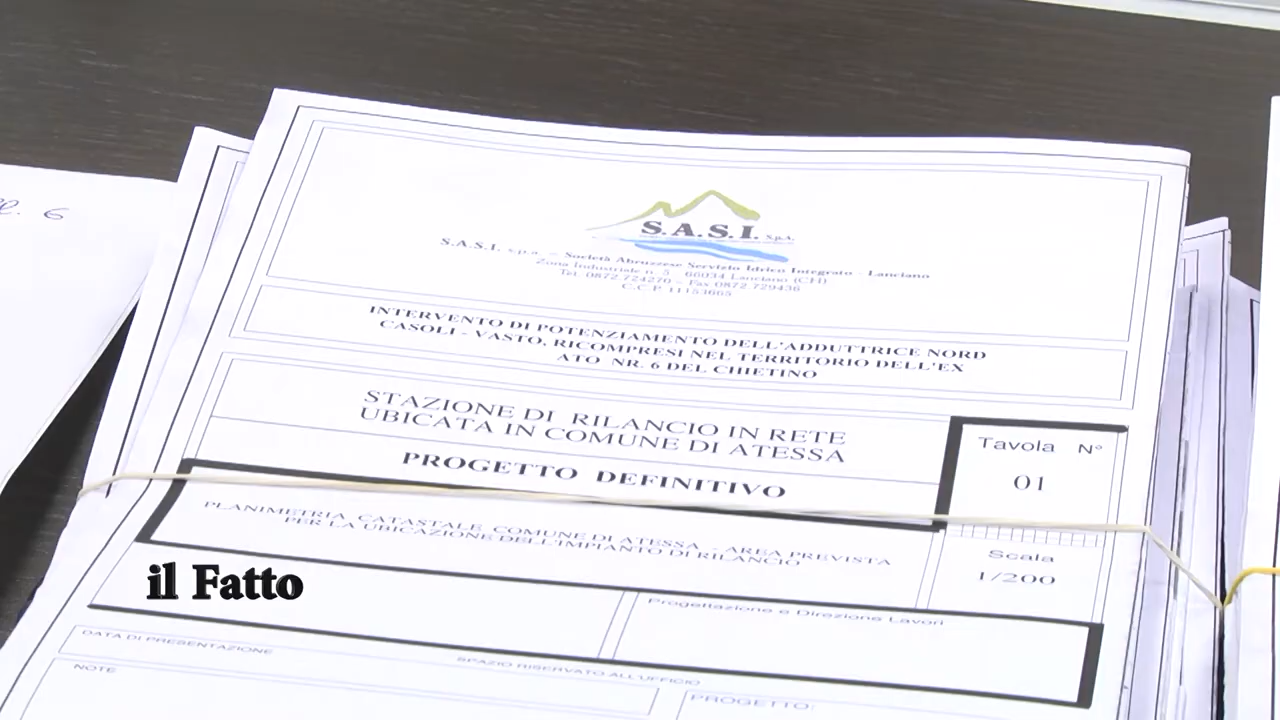 6
S.A.S.I. S.p.A.
S.A.S.I. s.p.a. - Società Abruzzese Servizio Idrico Integrato - Lanciano
Zona Industriale n. 5 66034 Lanciano (CH)
Tel. 0872.724270 - Fax 0872.729436
C.C.P. 11153665
INTERVENTO DI POTENZIAMENTO DELL'ADDUTTRICE NORD
CASOLI - VASTO, RICOMPRESI NEL TERRITORIO DELL'EX
ATO NR. 6 DEL CHIETINO
STAZIONE DI RILANCIO IN RETE
UBICATA IN COMUNE DI ATESSA
PROGETTO DEFINITIVO
Tavola N°
01
PLANIMETRIA CATASTALE COMUNE DI ATESSA - AREA PREVISTA
PER LA UBICAZIONE DELL'IMPIANTO DI RILANCIO
Scala
1/200
il Fatto
Progettazione e Direzione Lavori
DATA DI PRESENTAZIONE
SPAZIO RISERVATO ALL'UFFICIO
NOTE
PROGETTO: